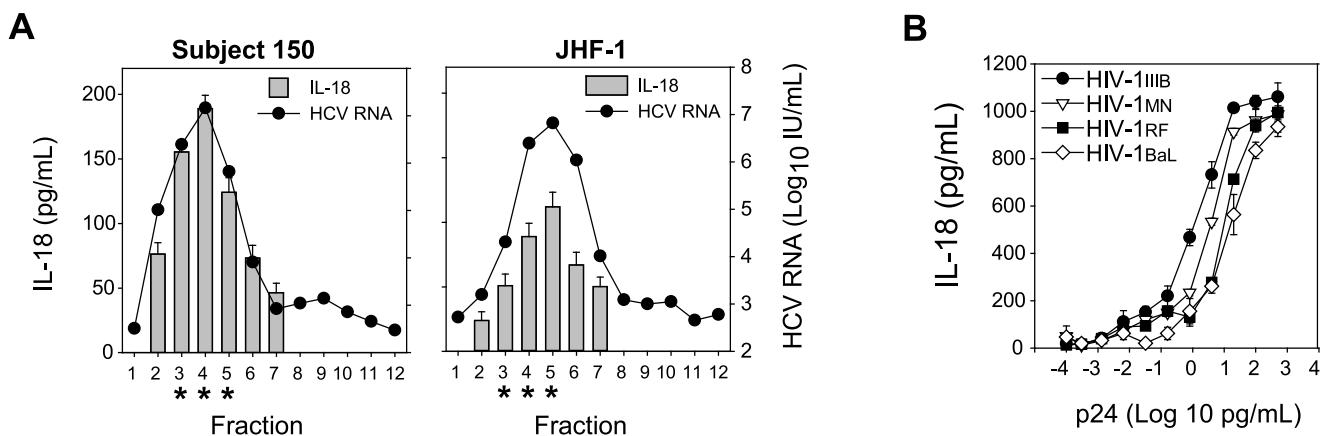 A
Subject 150
JHF-1
B
IL-18 (pg/mL)
200
150
100
50
0
IL-18
HCV RNA
1 2 3 4 5 6 7 8 9 10 11 12
* * *
Fraction
IL-18
HCV RNA
1 2 3 4 5 6 7 8 9 10 11 12
* * *
Fraction
8
7
6
5
4
3
2
HCV RNA (Log10 IU/mL)
IL-18 (pg/mL)
1200
1000
800
600
400
200
0
HIV-1IIIB
HIV-1MN
HIV-1RF
HIV-1BaL
-4 -3 -2 -1 0 1 2 3 4
p24 (Log 10 pg/mL)